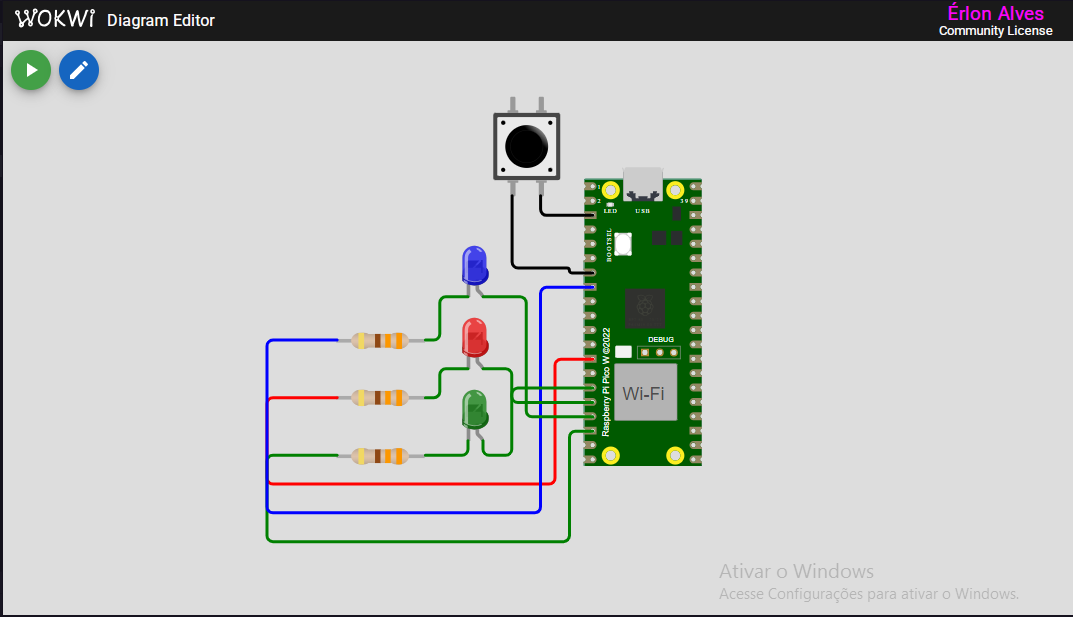 WOKWI Diagram Editor
Érlon Alves
Community License
1
2
39
LED
USB
BOOTSEL
DEBUG
Raspberry Pi Pico W ©2022
Wi-Fi
Ativar o Windows
Acesse Configurações para ativar o Windows.